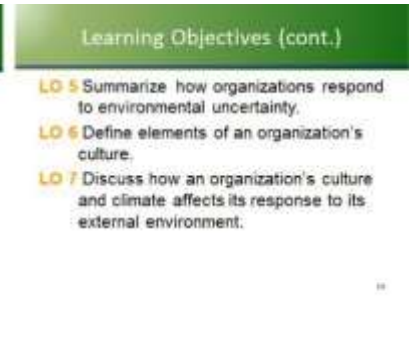 Learning Objectives (cont.)
LO 5 Summarize how organizations respond
to environmental uncertainty.
LO 6 Define elements of an organization's
culture.
LO 7 Discuss how an organization's culture
and climate affects its response to its
external environment.